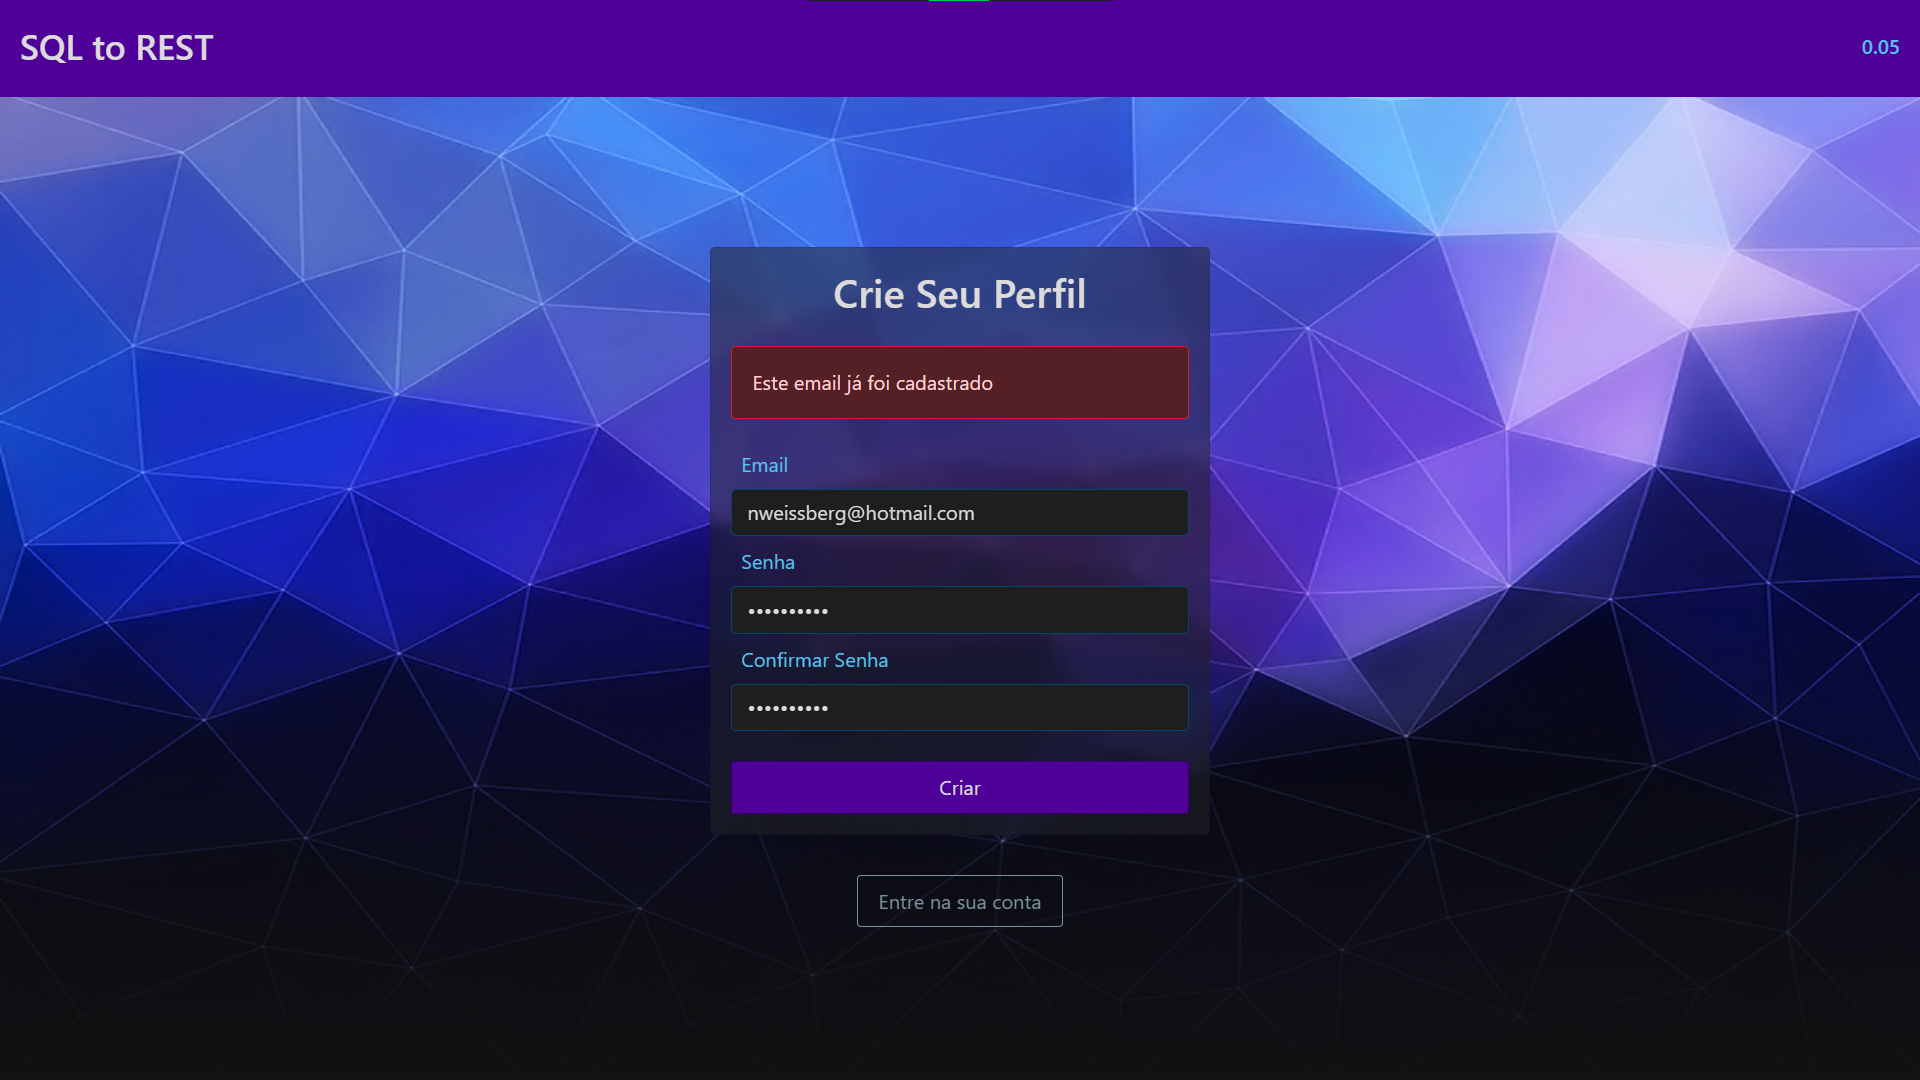 SQL to REST
0.05
Crie Seu Perfil
Este email já foi cadastrado
Email
nweissberg@hotmail.com
Senha
••••••••••
Confirmar Senha
••••••••••
Criar
Entre na sua conta